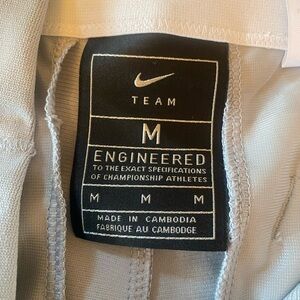 TEAM
M
ENGINEERED
TO THE EXACT SPECIFICATIONS
OF CHAMPIONSHIP ATHLETES
M M M
MADE IN CAMBODIA
FABRIQUE AU CAMBODGE